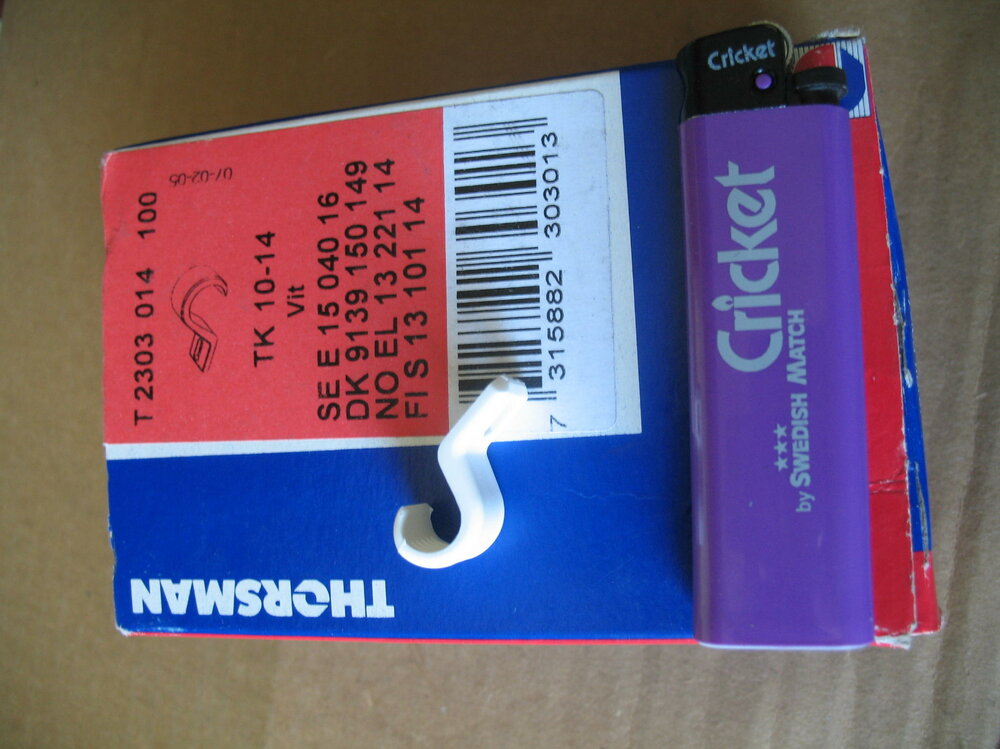 T 2303 014 100
07-02-05
TK 10-14
Vit
SE E 15 040 16
DK 9139 150 149
NO EL 13 221 14
FI S 13 101 14
7 315882 303013
THORSMAN
Cricket
Cricket
by SWEDISH MATCH